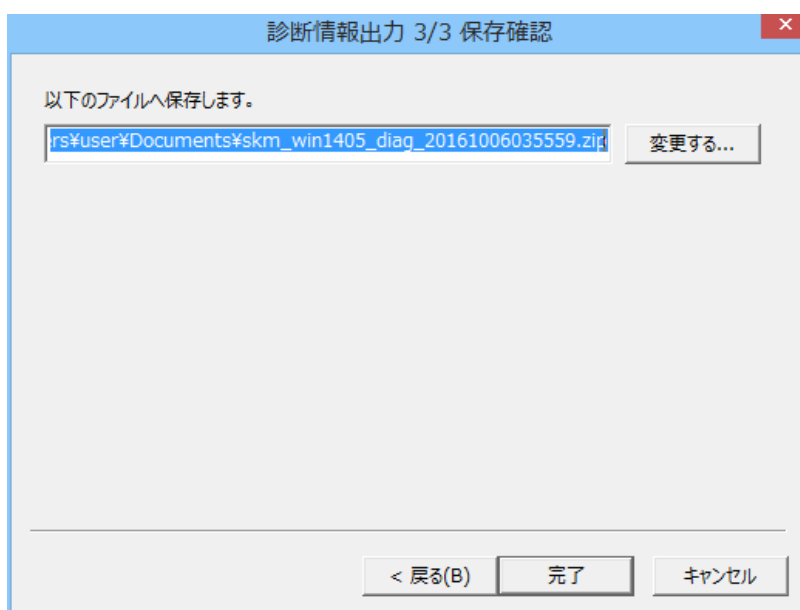 診断情報出力 3/3 保存確認
以下のファイルへ保存します。
rs¥user¥Documents¥skm_win1405_diag_20161006035559.zip
変更する...
< 戻る(B)
完了
キャンセル